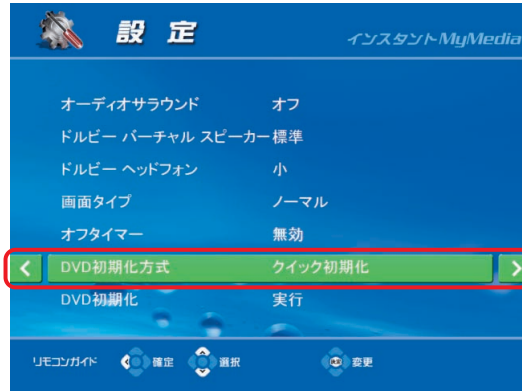 設定
インスタントMyMedia
オーディオサラウンド オフ
ドルビー バーチャル スピーカー 標準
ドルビー ヘッドフォン 小
画面タイプ ノーマル
オフタイマー 無効
DVD初期化方式 クイック初期化
DVD初期化 実行
リモコンガイド 確定 選択 変更